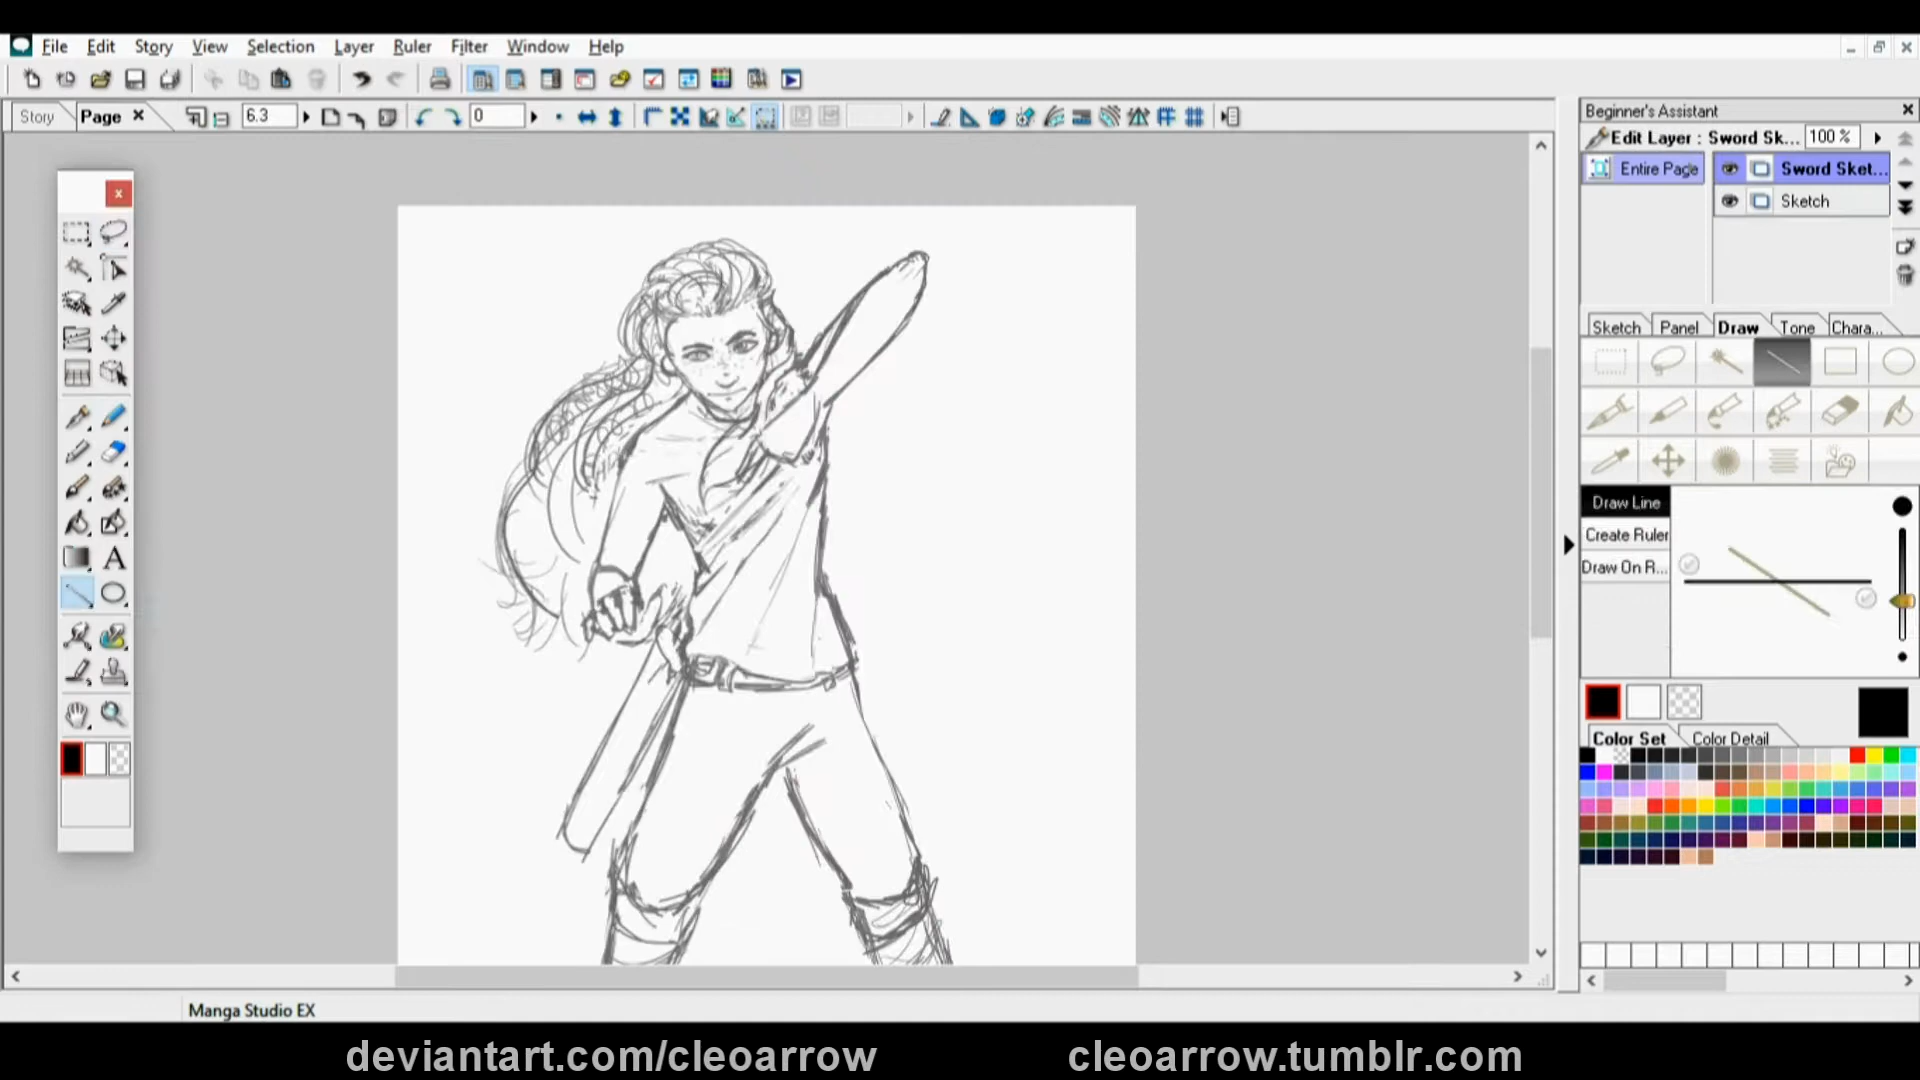 File Edit Story View Selection Layer Ruler Filter Window Help
Story Page 6.3 0
Beginner's Assistant
Edit Layer : Sword Sk... 100 %
Entire Page Sword Sket...
Sketch
Sketch Panel Draw Tone Chara...
Draw Line
Create Ruler
Draw On R...
A
Color Set Color Detail
Manga Studio EX
deviantart.com/cleoarrow cleoarrow.tumblr.com